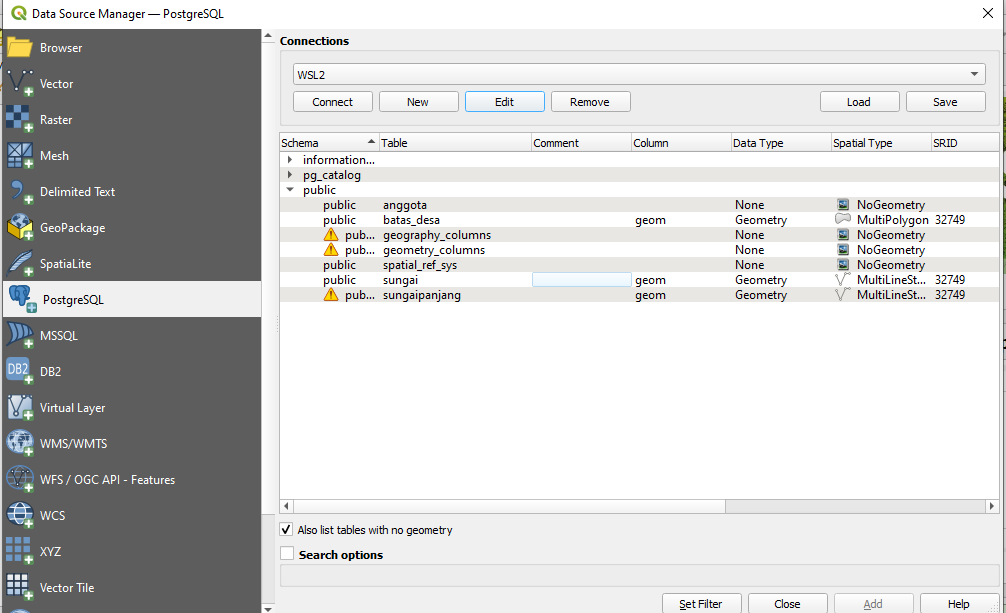 Data Source Manager — PostgreSQL
Browser
Vector
Raster
Mesh
Delimited Text
GeoPackage
SpatiaLite
PostgreSQL
MSSQL
DB2
DB2
Virtual Layer
WMS/WMTS
WFS / OGC API - Features
WCS
XYZ
Vector Tile
Connections
WSL2
Connect New Edit Remove Load Save
Schema Table Comment Column Data Type Spatial Type SRID
information...
pg_catalog
public
public anggota None NoGeometry
public batas_desa geom Geometry MultiPolygon 32749
pub... geography_columns None NoGeometry
pub... geometry_columns None NoGeometry
public spatial_ref_sys None NoGeometry
public sungai geom Geometry MultiLineSt... 32749
pub... sungaipanjang geom Geometry MultiLineSt... 32749
Also list tables with no geometry
Search options
Set Filter Close Add Help